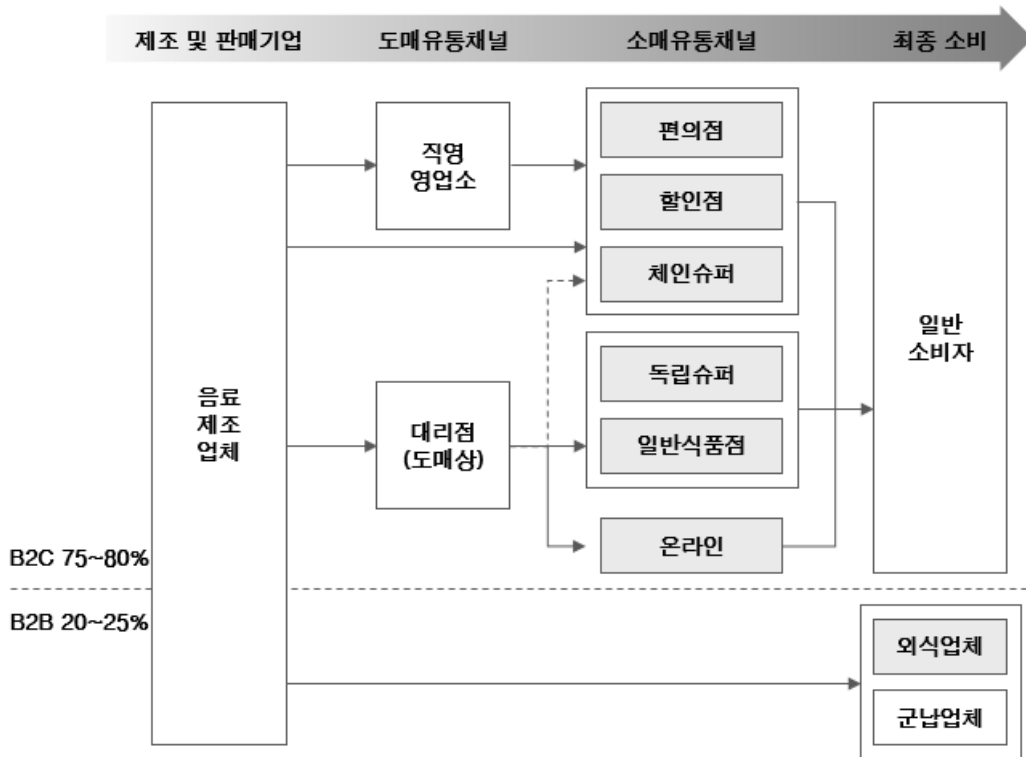 제조 및 판매기업
도매유통채널
소매유통채널
최종 소비
음료
제조
업체
직영
영업소
대리점
(도매상)
편의점
할인점
체인슈퍼
독립슈퍼
일반식품점
온라인
일반
소비자
B2C 75~80%
B2B 20~25%
외식업체
군납업체